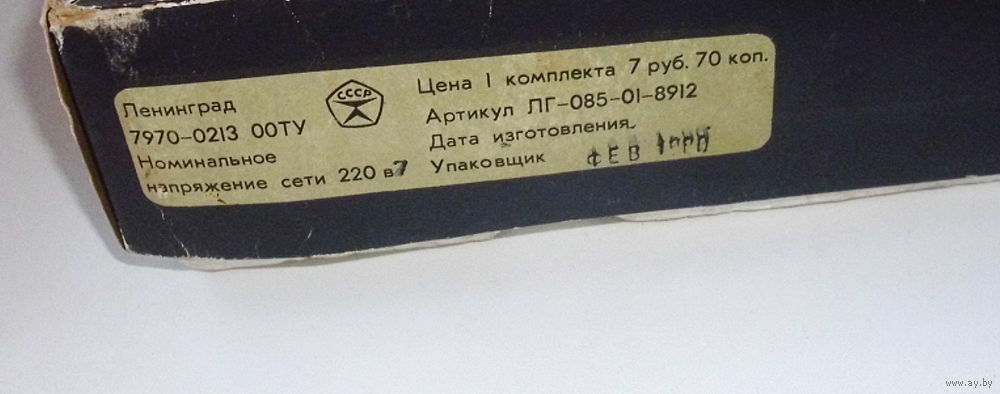 Ленинград
7970-0213 00ТУ
Номинальное
напряжение сети 220 в
СССР
Цена 1 комплекта 7 руб. 70 коп.
Артикул ЛГ-085-01-8912
Дата изготовления
Упаковщик
ФЕВ
www.ay.by